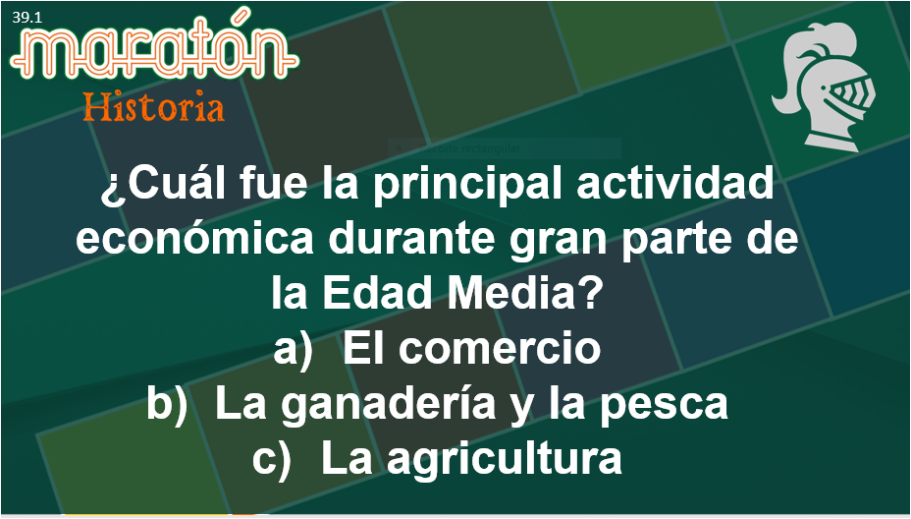 39.1
maratón
Historia
¿Cuál fue la principal actividad
económica durante gran parte de
la Edad Media?
a) El comercio
b) La ganadería y la pesca
c) La agricultura